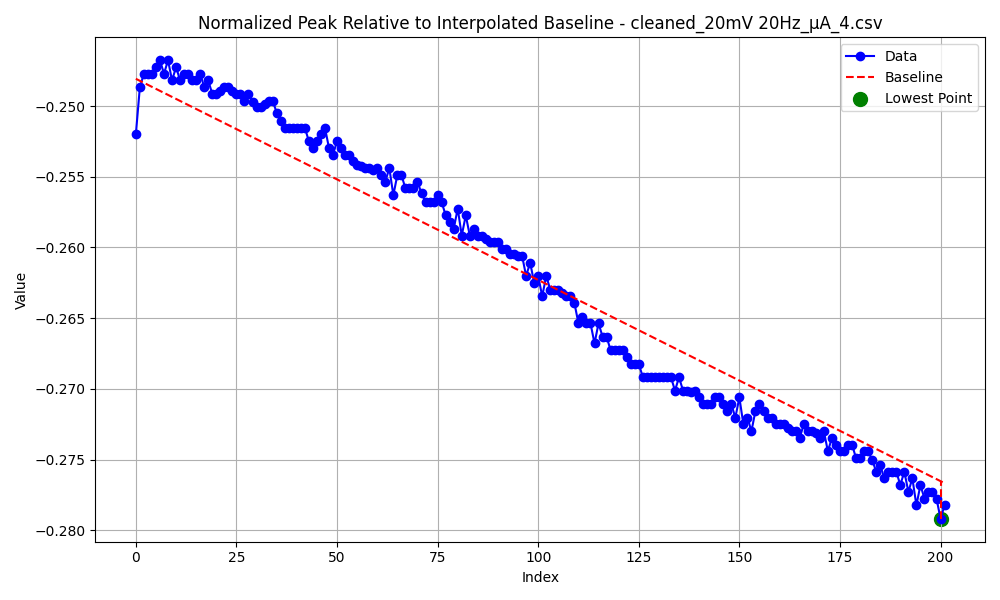 Normalized Peak Relative to Interpolated Baseline - cleaned_20mV 20Hz_µA_4.csv
Data
Baseline
Lowest Point
Value
−0.250
−0.255
−0.260
−0.265
−0.270
−0.275
−0.280
0 25 50 75 100 125 150 175 200
Index